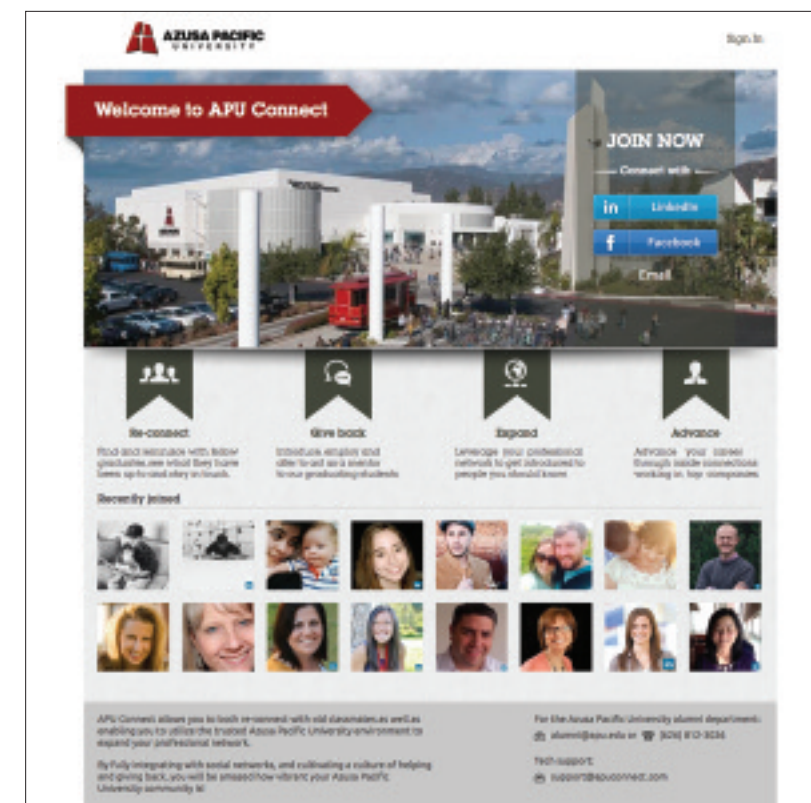 AZUSA PACIFIC
UNIVERSITY
Sign In
Welcome to APU Connect
JOIN NOW
Connect with
in LinkedIn
f Facebook
Email
Re-connect
Find and reminisce with fellow
graduates, see what they have
been up to and stay in touch.
Give back
Introduce, employ and
offer to act as a mentor
to our graduating students
Expand
Leverage your professional
network to get introduced to
people you should know
Advance
Advance your career
through inside connections
working in top companies
Recently joined
APU Connect allows you to both re-connect with old classmates as well as
enabling you to utilize the trusted Azusa Pacific University environment to
expand your professional network.
By fully integrating with social networks, and cultivating a culture of helping
and giving back, you will be amazed how vibrant your Azusa Pacific
University community is!
For the Azusa Pacific University alumni department:
alumni@apu.edu or (626) 812-3026
Tech support:
support@apuconnect.com